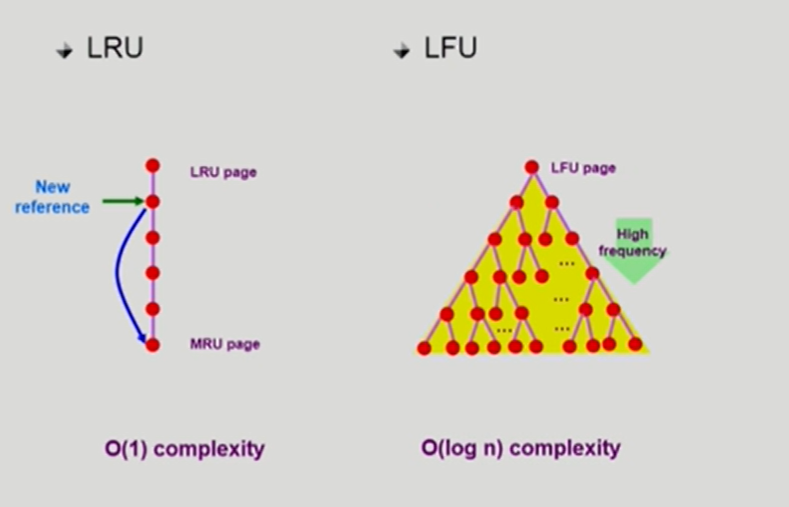 LRU
LFU
LRU page
New
reference
MRU page
O(1) complexity
LFU page
High
frequency
...
...
...
...
O(log n) complexity